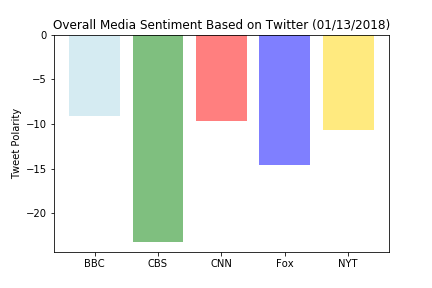 Overall Media Sentiment Based on Twitter (01/13/2018)
0
−5
−10
−15
−20
Tweet Polarity
BBC CBS CNN Fox NYT